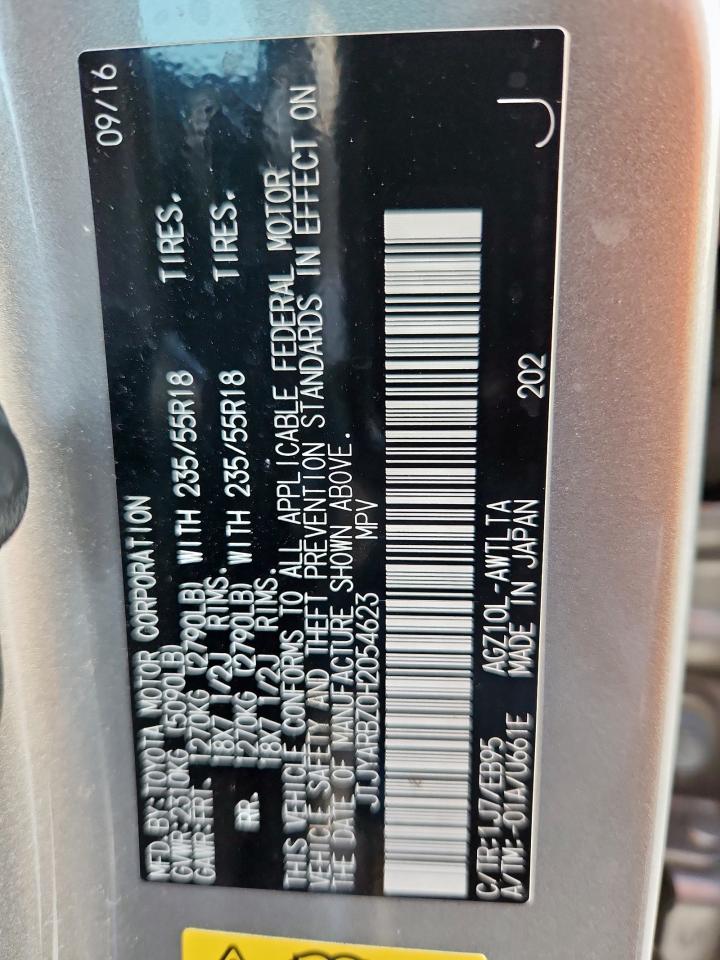 MFD.BY:TOYOTA MOTOR CORPORATION 09/16
GVWR:2310KG (5090LB)
GAWR:FRT. 1270KG (2790LB) WITH 235/55R18 TIRES.
18X7 1/2J RIMS.
RR. 1270KG (2790LB) WITH 235/55R18 TIRES.
18X7 1/2J RIMS.
THIS VEHICLE CONFORMS TO ALL APPLICABLE FEDERAL MOTOR
VEHICLE SAFETY AND THEFT PREVENTION STANDARDS IN EFFECT ON
THE DATE OF MANUFACTURE SHOWN ABOVE.
JTJYARBZ0H2054623 MPV
C/TR:1J7/EB95 AGZ10L-AWTLTA 202
A/TM:-01A/U661E MADE IN JAPAN
J